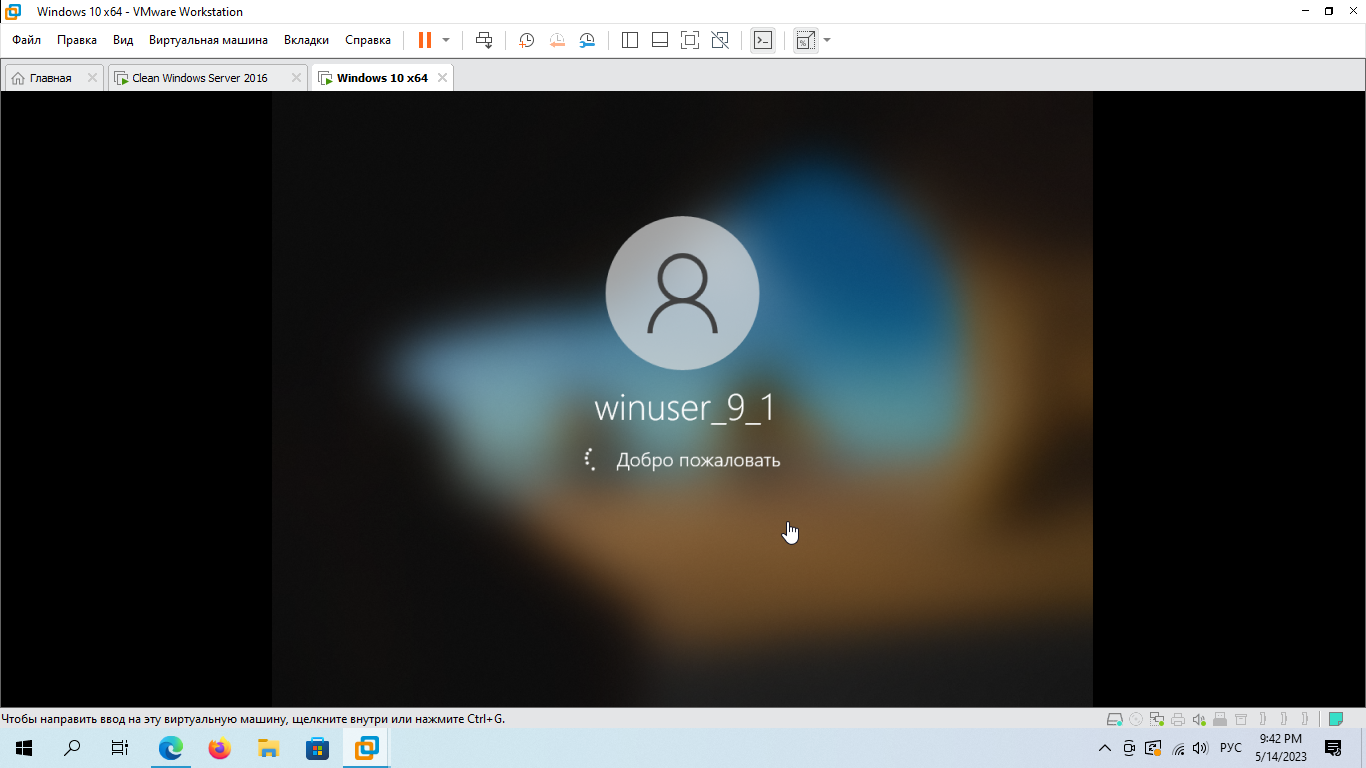 Windows 10 x64 - VMware Workstation
Файл Правка Вид Виртуальная машина Вкладки Справка
Главная Clean Windows Server 2016 Windows 10 x64
winuser_9_1
Добро пожаловать
Чтобы направить ввод на эту виртуальную машину, щелкните внутри или нажмите Ctrl+G.
РУС
9:42 PM
5/14/2023